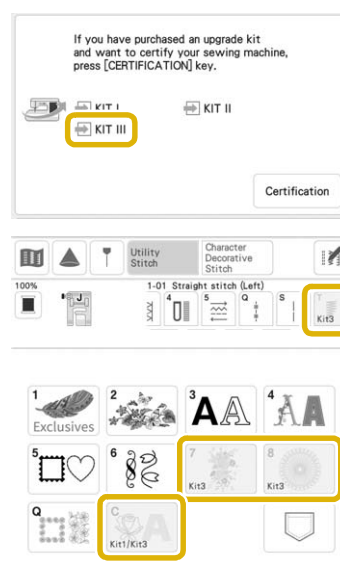 If you have purchased an upgrade kit
and want to certify your sewing machine,
press [CERTIFICATION] key.
KIT I KIT II
KIT III
Certification
Utility
Stitch
Character
Decorative
Stitch
100%
1-01 Straight stitch (Left)
J
4 5 Q S T
Kit3
1 2 3 4
AA AA
Exclusives
5 6 7 8
Kit3 Kit3
Q C
A
Kit1/Kit3